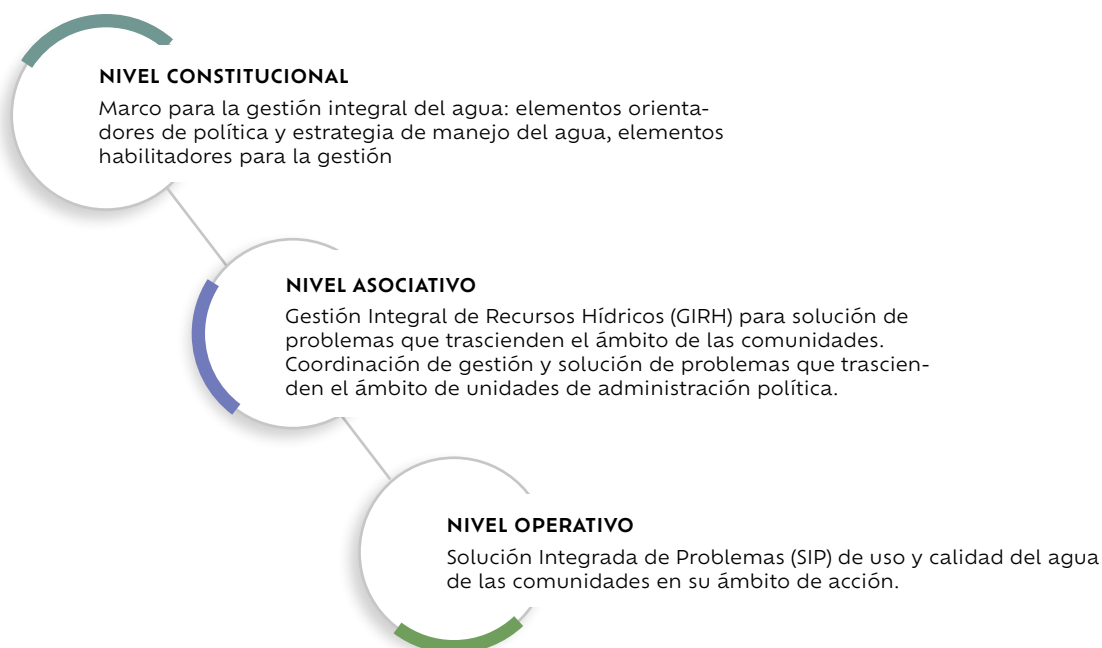 NIVEL CONSTITUCIONAL
Marco para la gestión integral del agua: elementos orienta-
dores de política y estrategia de manejo del agua, elementos
habilitadores para la gestión
NIVEL ASOCIATIVO
Gestión Integral de Recursos Hídricos (GIRH) para solución de
problemas que trascienden el ámbito de las comunidades.
Coordinación de gestión y solución de problemas que trascien-
den el ámbito de unidades de administración política.
NIVEL OPERATIVO
Solución Integrada de Problemas (SIP) de uso y calidad del agua
de las comunidades en su ámbito de acción.